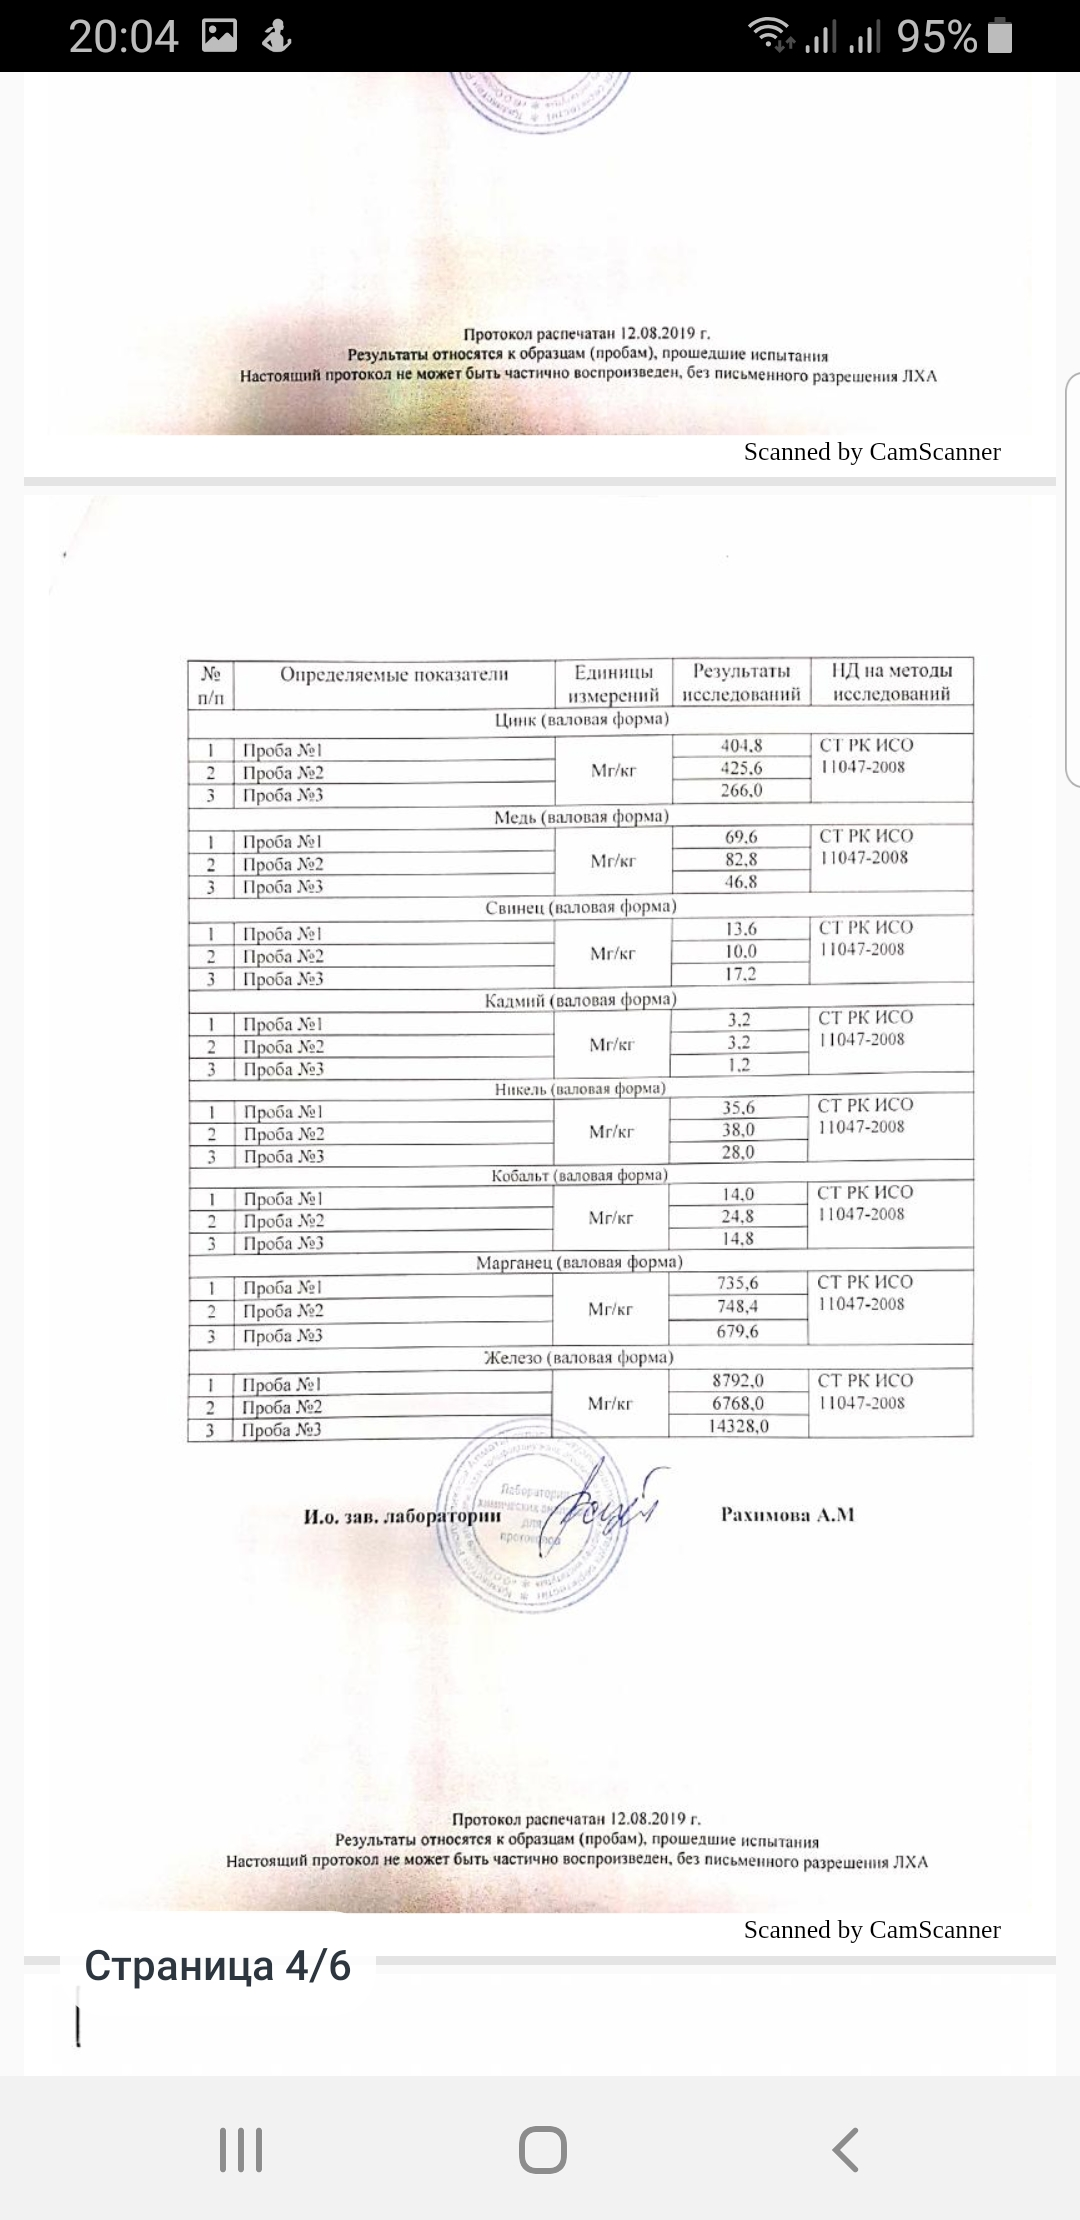 20:04 95%
Протокол распечатан 12.08.2019 г.
Результаты относятся к образцам (пробам), прошедшие испытания
Настоящий протокол не может быть частично воспроизведен, без письменного разрешения ЛХА
Scanned by CamScanner
№ п/п Определяемые показатели Единицы измерений Результаты исследований НД на методы исследований
Цинк (валовая форма)
1 Проба №1 Мг/кг 404,8 СТ РК ИСО 11047-2008
2 Проба №2 425,6
3 Проба №3 266,0
Медь (валовая форма)
1 Проба №1 Мг/кг 69,6 СТ РК ИСО 11047-2008
2 Проба №2 82,8
3 Проба №3 46,8
Свинец (валовая форма)
1 Проба №1 Мг/кг 13,6 СТ РК ИСО 11047-2008
2 Проба №2 10,0
3 Проба №3 17,2
Кадмий (валовая форма)
1 Проба №1 Мг/кг 3,2 СТ РК ИСО 11047-2008
2 Проба №2 3,2
3 Проба №3 1,2
Никель (валовая форма)
1 Проба №1 Мг/кг 35,6 СТ РК ИСО 11047-2008
2 Проба №2 38,0
3 Проба №3 28,0
Кобальт (валовая форма)
1 Проба №1 Мг/кг 14,0 СТ РК ИСО 11047-2008
2 Проба №2 24,8
3 Проба №3 14,8
Марганец (валовая форма)
1 Проба №1 Мг/кг 735,6 СТ РК ИСО 11047-2008
2 Проба №2 748,4
3 Проба №3 679,6
Железо (валовая форма)
1 Проба №1 Мг/кг 8792,0 СТ РК ИСО 11047-2008
2 Проба №2 6768,0
3 Проба №3 14328,0
И.о. зав. лаборатории Рахимова А.М
Лаборатория
для
протоколов
Протокол распечатан 12.08.2019 г.
Результаты относятся к образцам (пробам), прошедшие испытания
Настоящий протокол не может быть частично воспроизведен, без письменного разрешения ЛХА
Scanned by CamScanner
Страница 4/6